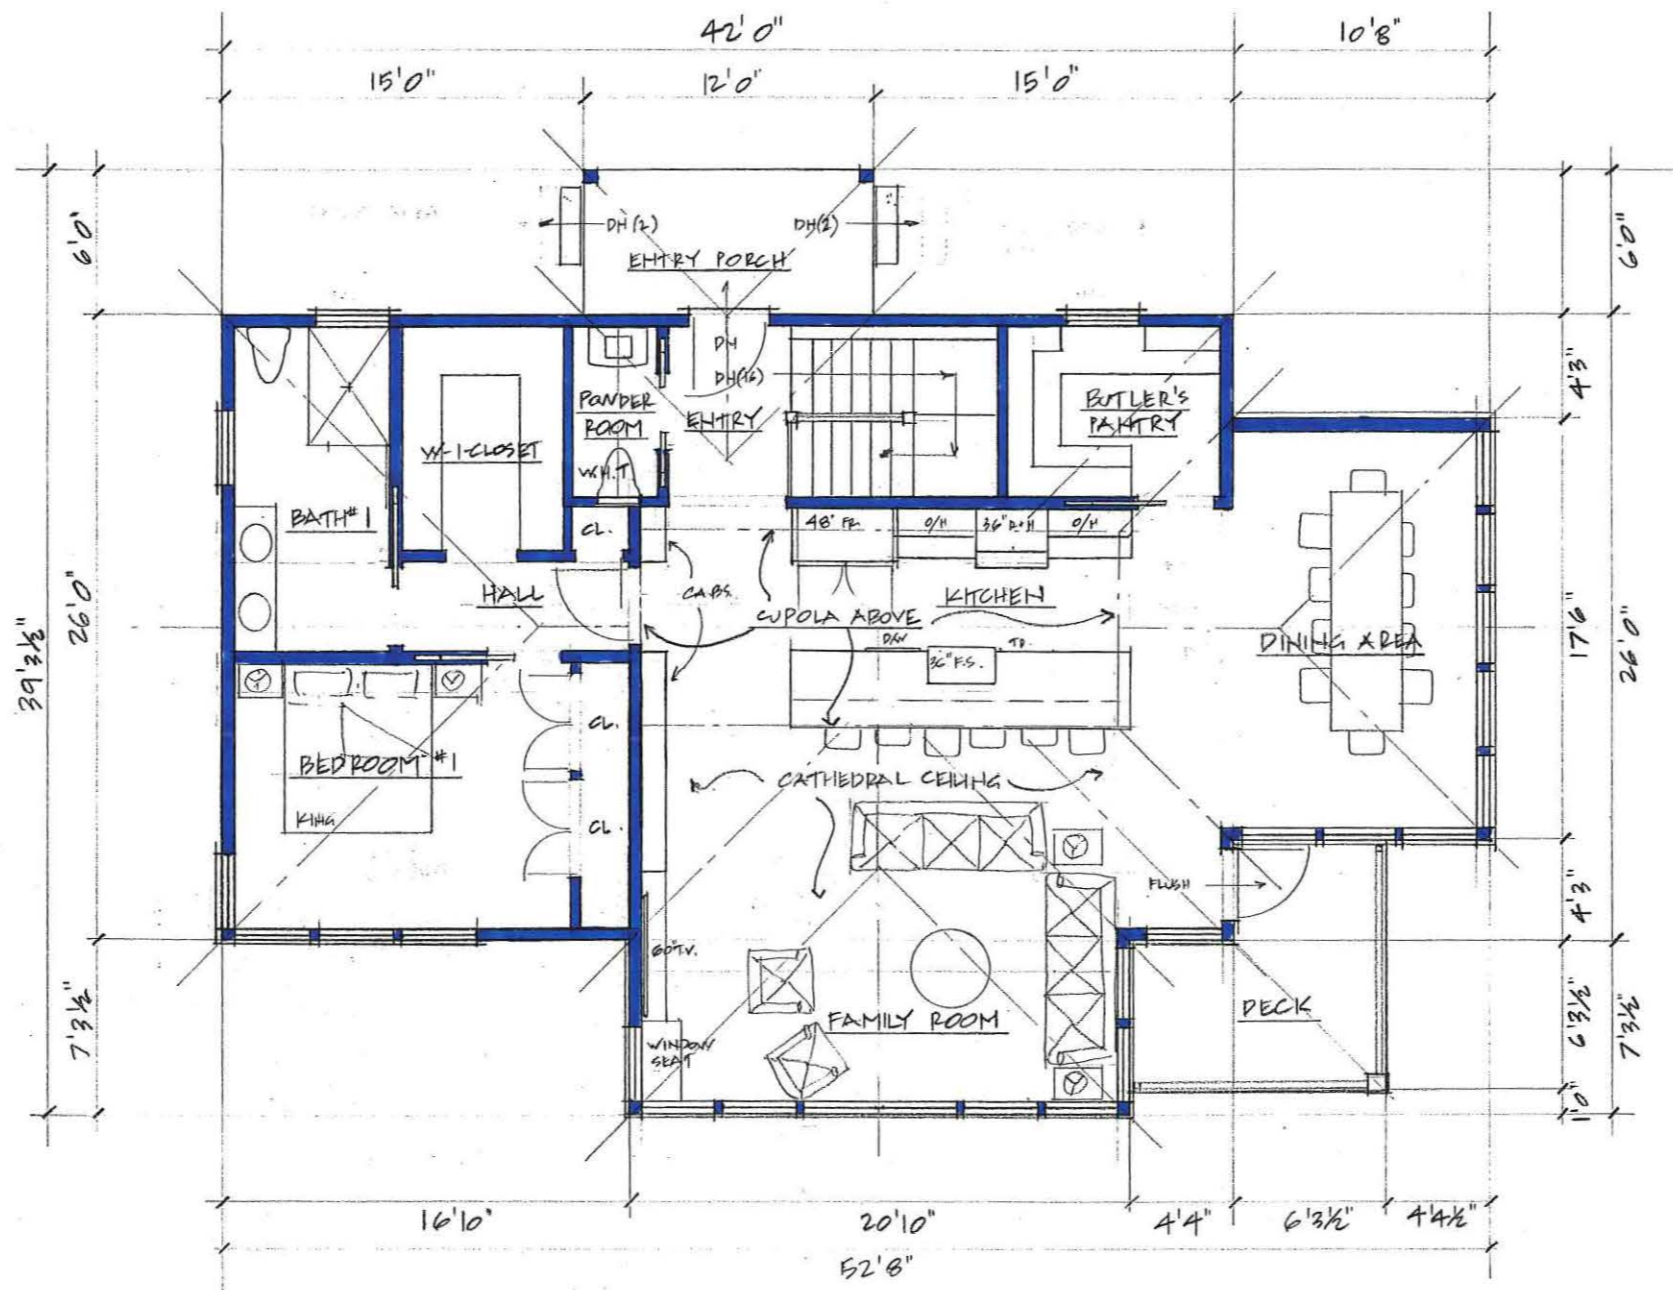 42'0"
10'8"
15'0"
12'0"
15'0"
6'0"
6'0"
DH(2)
DH(2)
ENTRY PORCH
DH
DH(16)
4'3"
POWDER
ROOM
ENTRY
BUTLER'S
PANTRY
W-I-CLOSET
W.H.T
BATH #1
CL.
48" FR.
O/H
O/H
39'3½"
26'0"
HALL
CABS.
KITCHEN
CUPOLA ABOVE
D/W
36" F.S.
DINING AREA
17'6"
26'0"
CL.
BEDROOM #1
KING
CATHEDRAL CEILING
CL.
FLUSH
4'3"
60" T.V.
FAMILY ROOM
DECK
WINDOW
SEAT
7'3½"
6'3½"
7'3½"
1'0"
16'10"
20'10"
4'4"
6'3½"
4'4½"
52'8"